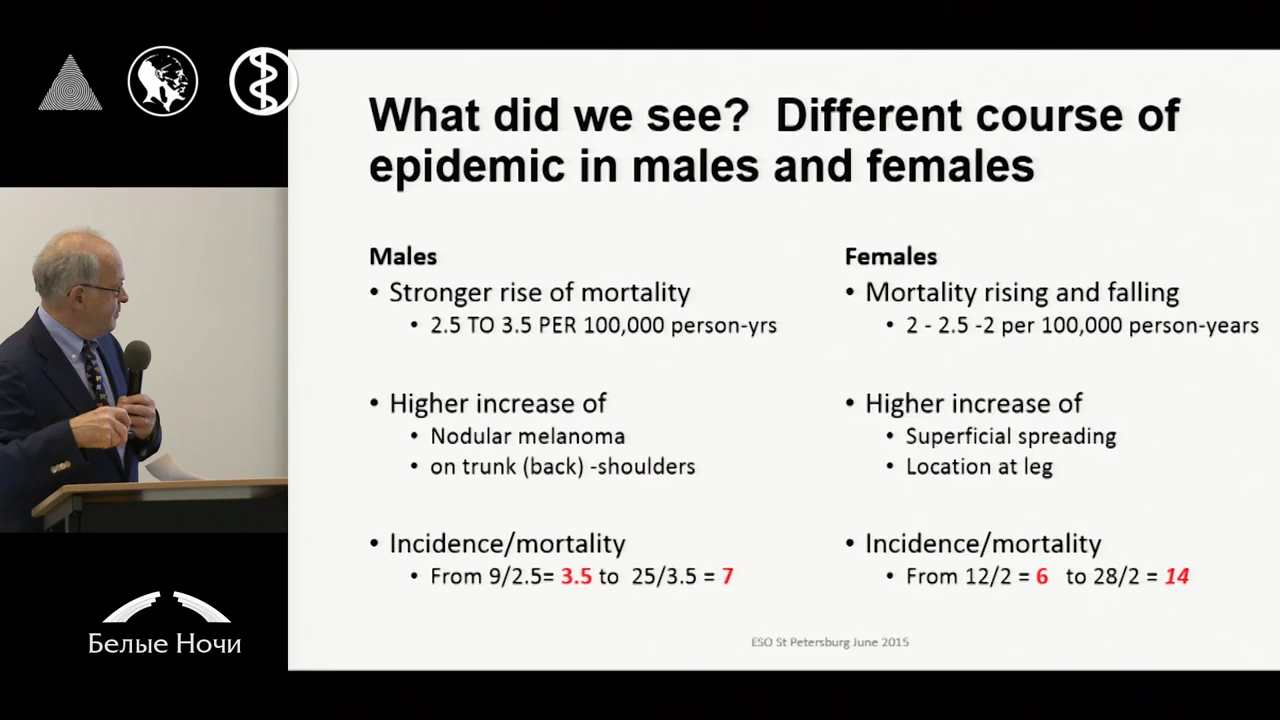 What did we see?  Different course of
epidemic in males and females
Males
• Stronger rise of mortality
• 2.5 TO 3.5 PER 100,000 person-yrs
• Higher increase of
• Nodular melanoma
• on trunk (back) -shoulders
• Incidence/mortality
• From 9/2.5= 3.5 to  25/3.5 = 7
Females
• Mortality rising and falling
• 2 - 2.5 -2 per 100,000 person-years
• Higher increase of
• Superficial spreading
• Location at leg
• Incidence/mortality
• From 12/2 = 6   to 28/2 = 14
ESO St Petersburg June 2015
Белые Ночи